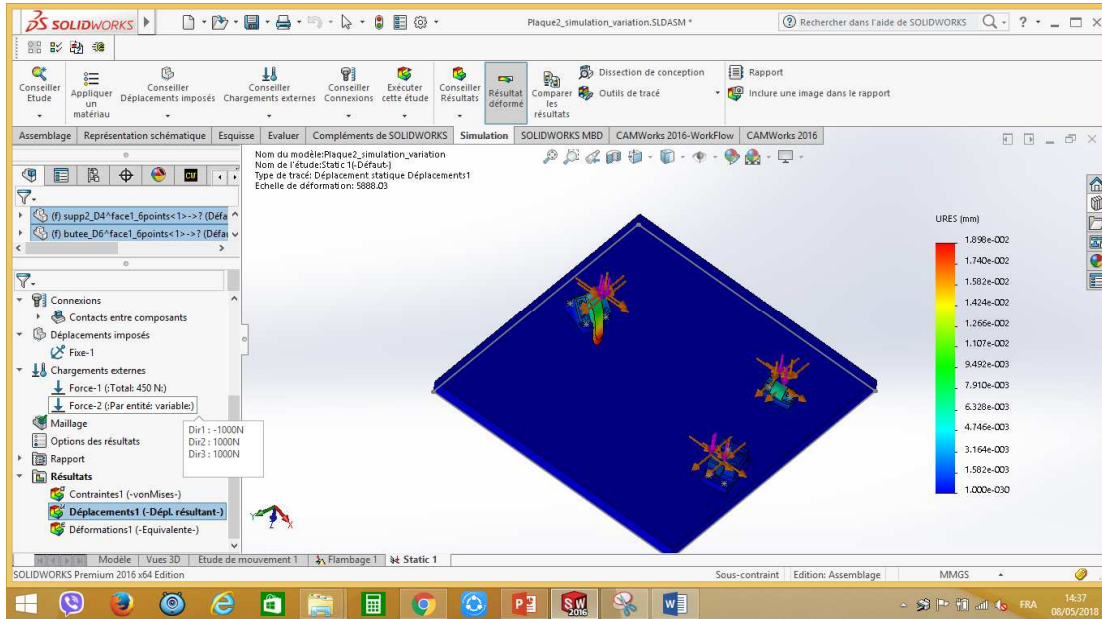 SOLIDWORKS
Plaque2_simulation_variation.SLDASM *
Rechercher dans l'aide de SOLIDWORKS
Conseiller Etude
Appliquer un matériau
Conseiller Déplacements imposés
Conseiller Chargements externes
Conseiller Connexions
Exécuter cette étude
Conseiller Résultats
Résultat déformé
Comparer les résultats
Dissection de conception
Outils de tracé
Rapport
Inclure une image dans le rapport
Assemblage
Représentation schématique
Esquisse
Evaluer
Compléments de SOLIDWORKS
Simulation
SOLIDWORKS MBD
CAMWorks 2016-WorkFlow
CAMWorks 2016
Nom du modèle:Plaque2_simulation_variation
Nom de l'étude:Static 1(-Défaut-)
Type de tracé: Déplacement statique Déplacements1
Echelle de déformation: 5888.03
(f) supp2_D4^face1_6points<1>->? (Défa
(f) butee_D6^face1_6points<1>->? (Défa
Connexions
Contacts entre composants
Déplacements imposés
Fixe-1
Chargements externes
Force-1 (:Total: 450 N:)
Force-2 (:Par entité: variable:)
Dir1 : -1000N
Dir2 : 1000N
Dir3 : 1000N
Maillage
Options des résultats
Rapport
Résultats
Contraintes1 (-vonMises-)
Déplacements1 (-Dépl. résultant-)
Déformations1 (-Equivalente-)
URES (mm)
1.898e-002
1.740e-002
1.582e-002
1.424e-002
1.266e-002
1.107e-002
9.492e-003
7.910e-003
6.328e-003
4.746e-003
3.164e-003
1.582e-003
1.000e-030
Modèle
Vues 3D
Etude de mouvement 1
Flambage 1
Static 1
SOLIDWORKS Premium 2016 x64 Edition
Sous-contraint
Edition: Assemblage
MMGS
FRA
14:37
08/05/2018